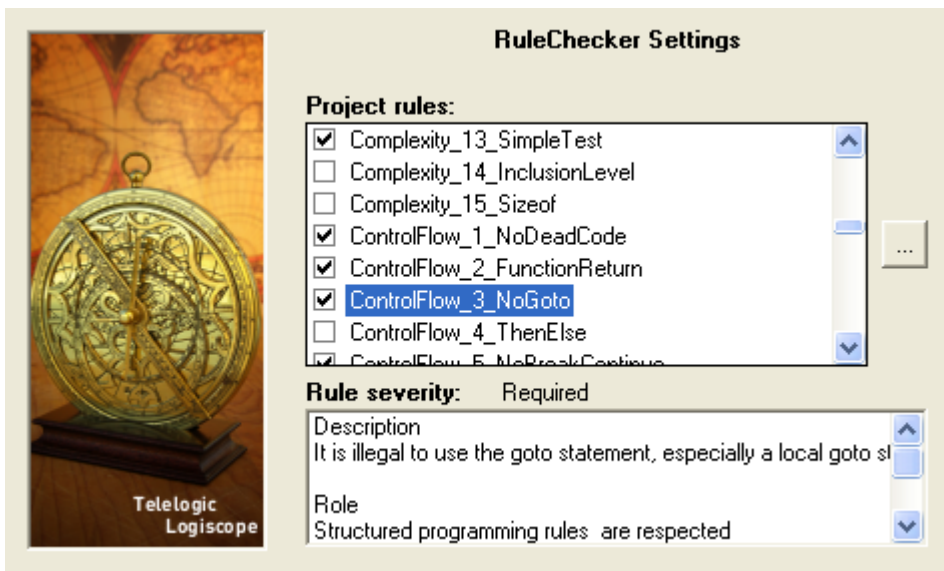 RuleChecker Settings
Project rules:
Complexity_13_SimpleTest
Complexity_14_InclusionLevel
Complexity_15_Sizeof
ControlFlow_1_NoDeadCode
ControlFlow_2_FunctionReturn
...
ControlFlow_3_NoGoto
ControlFlow_4_ThenElse
ControlFlow_5_NoBreakContinue
Rule severity: Required
Description
It is illegal to use the goto statement, especially a local goto
Role
Structured programming rules are respected
Telelogic
Logiscope